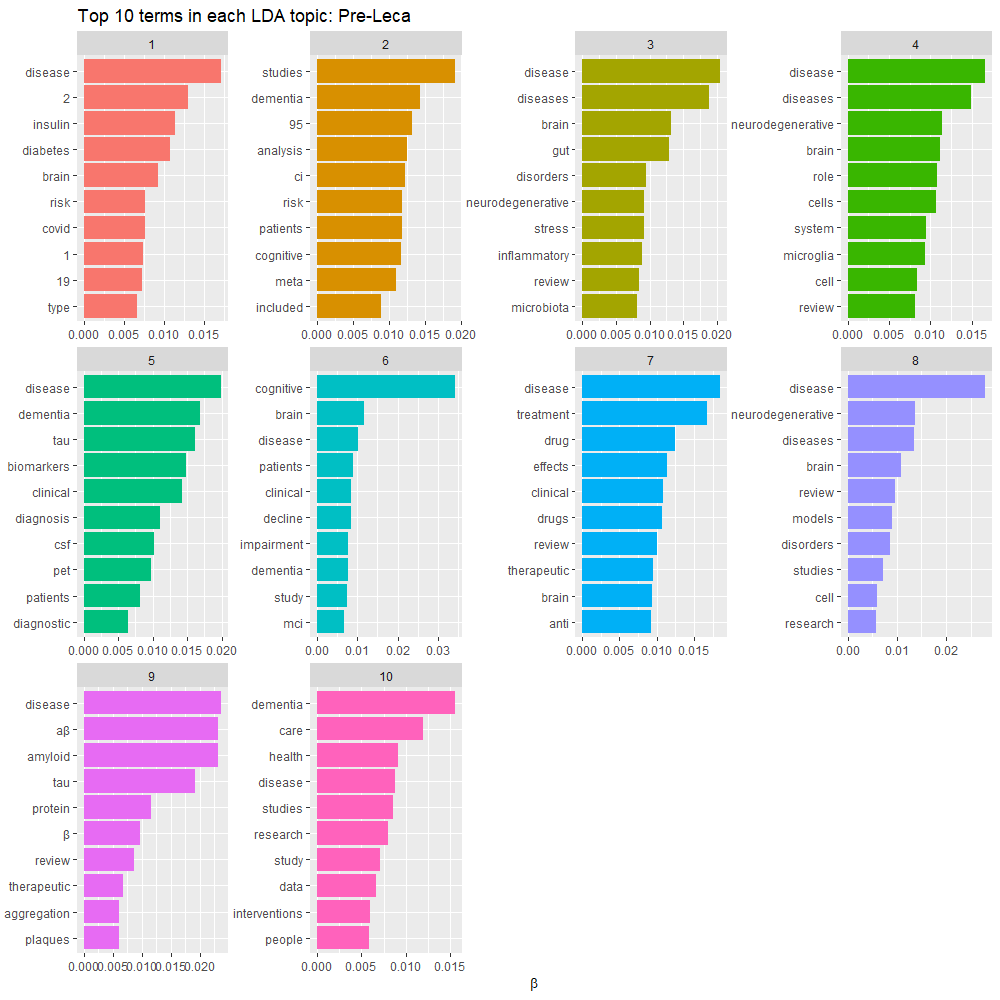 Top 10 terms in each LDA topic: Pre-Leca
1
disease
2
insulin
diabetes
brain
risk
covid
1
19
type
0.000 0.005 0.010 0.015
2
studies
dementia
95
analysis
ci
risk
patients
cognitive
meta
included
0.000 0.005 0.010 0.015 0.020
3
disease
diseases
brain
gut
disorders
neurodegenerative
stress
inflammatory
review
microbiota
0.000 0.005 0.010 0.015 0.020
4
disease
diseases
neurodegenerative
brain
role
cells
system
microglia
cell
review
0.000 0.005 0.010 0.015
5
disease
dementia
tau
biomarkers
clinical
diagnosis
csf
pet
patients
diagnostic
0.000 0.005 0.010 0.015 0.020
6
cognitive
brain
disease
patients
clinical
decline
impairment
dementia
study
mci
0.00 0.01 0.02 0.03
7
disease
treatment
drug
effects
clinical
drugs
review
therapeutic
brain
anti
0.000 0.005 0.010 0.015
8
disease
neurodegenerative
diseases
brain
review
models
disorders
studies
cell
research
0.00 0.01 0.02
9
disease
aβ
amyloid
tau
protein
β
review
therapeutic
aggregation
plaques
0.000 0.005 0.010 0.015 0.020
10
dementia
care
health
disease
studies
research
study
data
interventions
people
0.000 0.005 0.010 0.015
β